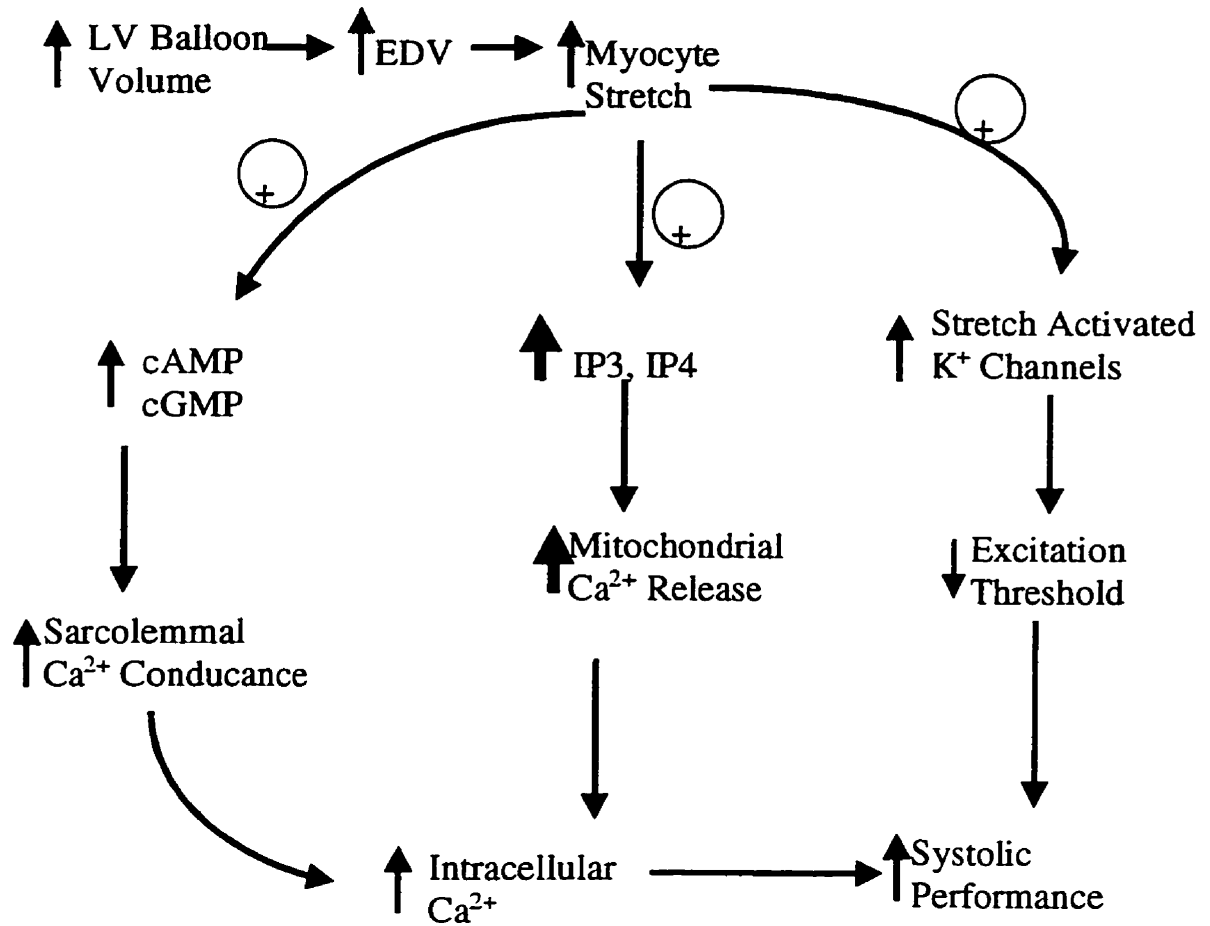 LV Balloon
Volume
EDV
Myocyte
Stretch
+
+
+
cAMP
cGMP
IP3, IP4
Stretch Activated
K⁺ Channels
Mitochondrial
Ca²⁺ Release
Excitation
Threshold
Sarcolemmal
Ca²⁺ Conducance
Intracellular
Ca²⁺
Systolic
Performance